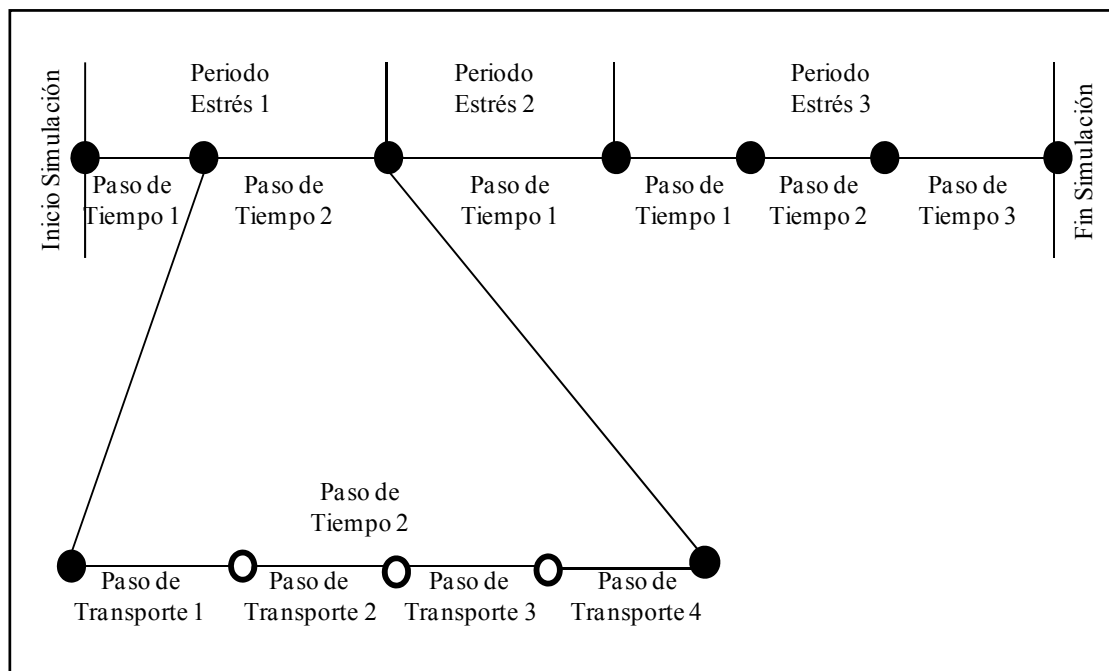 Inicio Simulación
Periodo
Estrés 1
Periodo
Estrés 2
Periodo
Estrés 3
Fin Simulación
Paso de
Tiempo 1
Paso de
Tiempo 2
Paso de
Tiempo 1
Paso de
Tiempo 1
Paso de
Tiempo 2
Paso de
Tiempo 3
Paso de
Tiempo 2
Paso de
Transporte 1
Paso de
Transporte 2
Paso de
Transporte 3
Paso de
Transporte 4